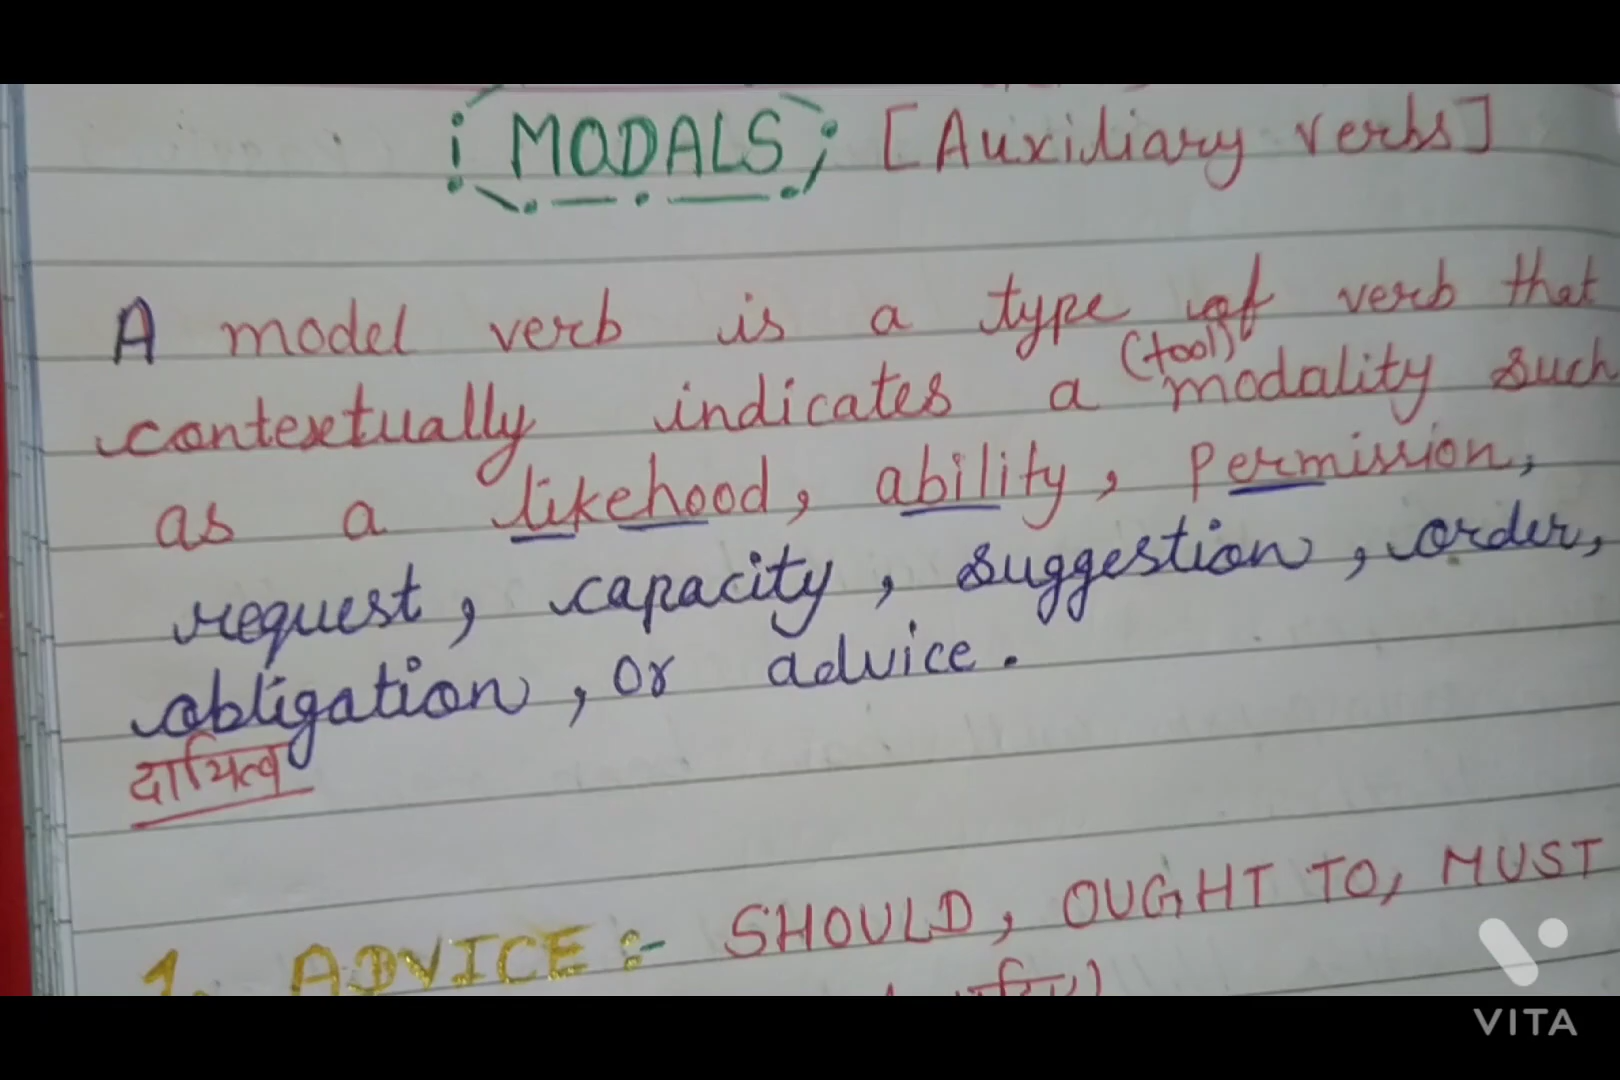 MODALS [Auxiliary verbs]
A model verb is a type of verb that
(tool)
contextually indicates a modality such
as a likehood, ability, Permission,
request, capacity, suggestion, order,
obligation, or advice.
दायित्व
1. ADVICE :- SHOULD, OUGHT TO, MUST
VITA